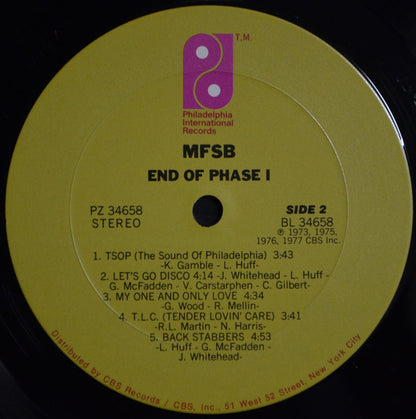 T.M.
Philadelphia
International
Records
MFSB
END OF PHASE I
PZ 34658
STEREO
SIDE 2
BL 34658
℗ 1973, 1975,
1976, 1977 CBS Inc.
1. TSOP (The Sound Of Philadelphia) 3:43
-K. Gamble - L. Huff-
2. LET'S GO DISCO 4:14 -J. Whitehead - L. Huff -
G. McFadden - V. Carstarphen - C. Gilbert-
3. MY ONE AND ONLY LOVE 4:34
-G. Wood - R. Mellin-
4. T.L.C. (TENDER LOVIN' CARE) 3:41
-R.L. Martin - N. Harris-
5. BACK STABBERS 4:53
-L. Huff - G. McFadden -
J. Whitehead-
Distributed by CBS Records / CBS, Inc., 51 West 52 Street, New York City